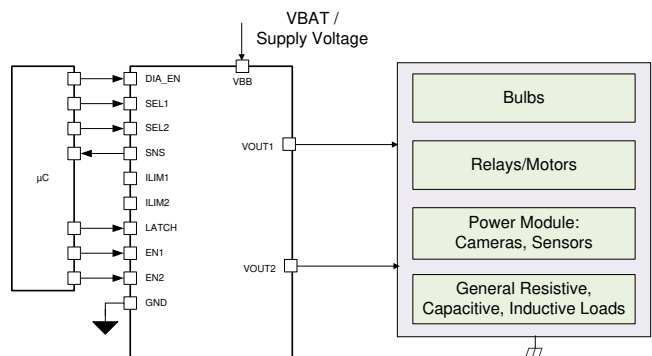 VBAT /
Supply Voltage
VBB
µC
DIA_EN
SEL1
SEL2
SNS
ILIM1
ILIM2
LATCH
EN1
EN2
GND
VOUT1
VOUT2
Bulbs
Relays/Motors
Power Module:
Cameras, Sensors
General Resistive,
Capacitive, Inductive Loads